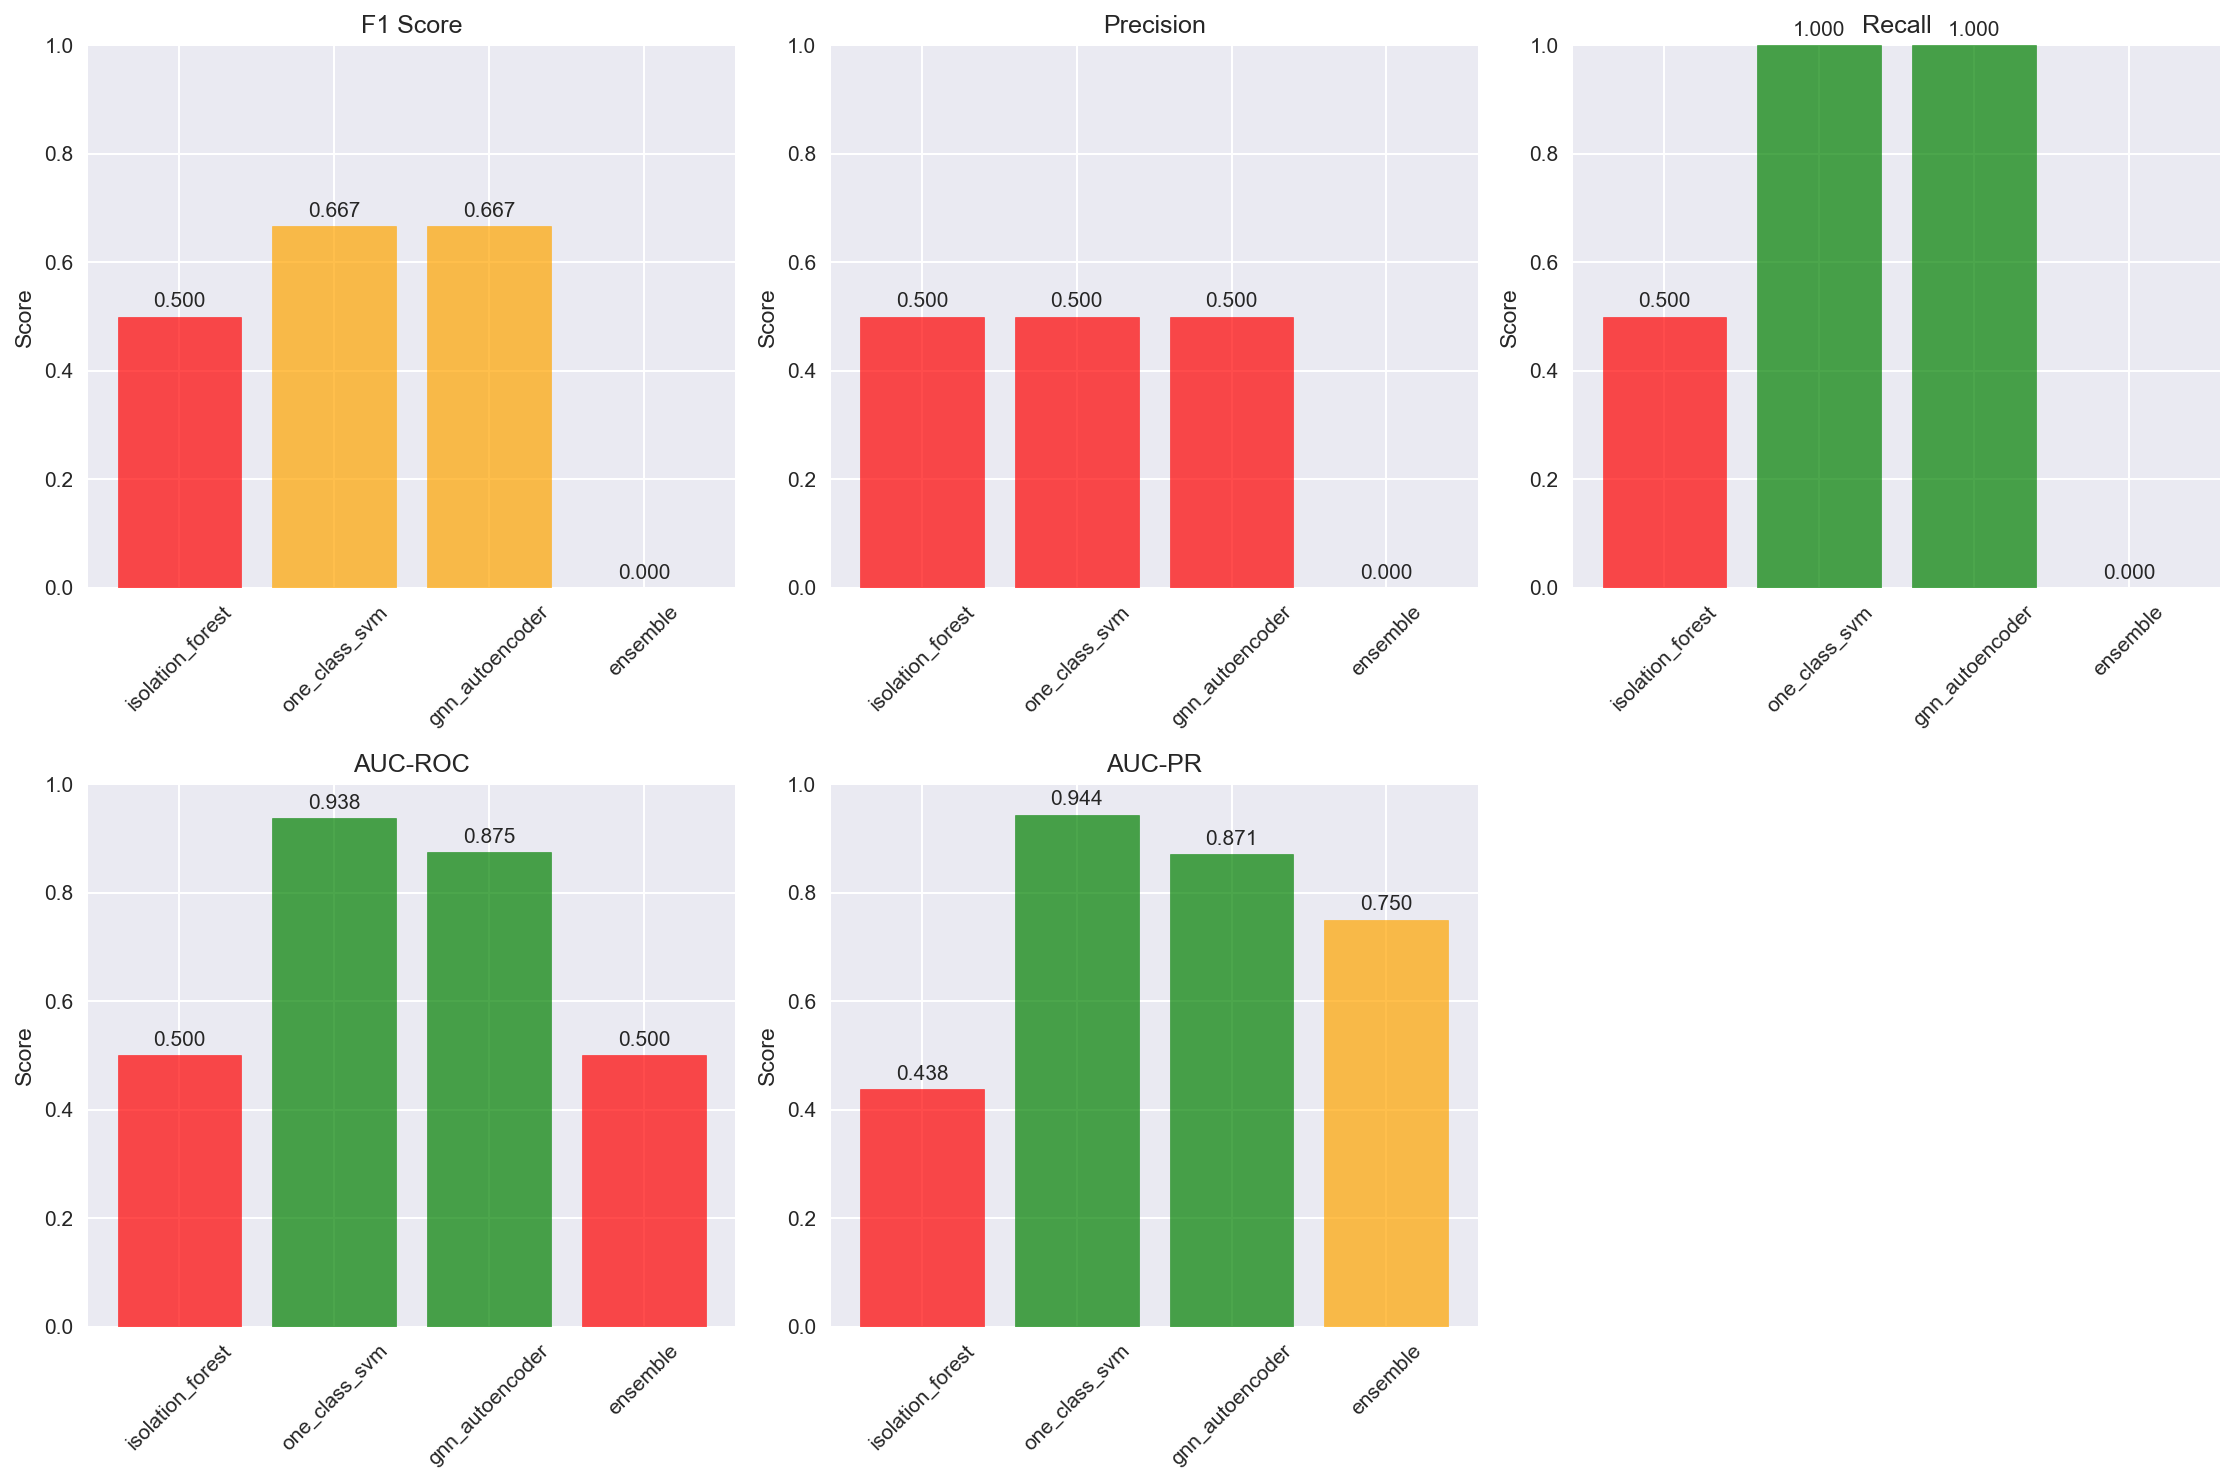 F1 Score
Score
1.0
0.8
0.6
0.4
0.2
0.0
0.500
0.667
0.667
0.000
isolation_forest
one_class_svm
gnn_autoencoder
ensemble
Precision
Score
1.0
0.8
0.6
0.4
0.2
0.0
0.500
0.500
0.500
0.000
isolation_forest
one_class_svm
gnn_autoencoder
ensemble
Recall
Score
1.0
0.8
0.6
0.4
0.2
0.0
0.500
1.000
1.000
0.000
isolation_forest
one_class_svm
gnn_autoencoder
ensemble
AUC-ROC
Score
1.0
0.8
0.6
0.4
0.2
0.0
0.500
0.938
0.875
0.500
isolation_forest
one_class_svm
gnn_autoencoder
ensemble
AUC-PR
Score
1.0
0.8
0.6
0.4
0.2
0.0
0.438
0.944
0.871
0.750
isolation_forest
one_class_svm
gnn_autoencoder
ensemble